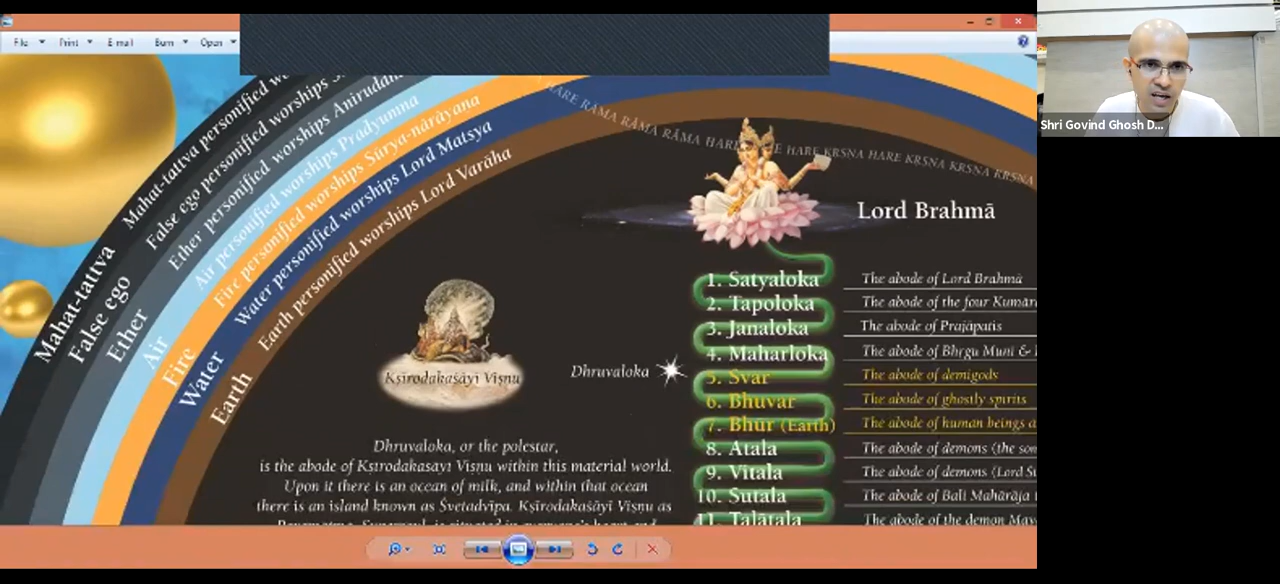 File Print E-mail Burn Open
Shri Govind Ghosh D...
Mahat-tattva personified w
False ego personified worships S
Ether personified worships Anirudd
Air personified worships Pradyumna
Fire personified worships Sūrya-nārāyaṇa
Water personified worships Lord Matsya
Earth personified worships Lord Varāha
Mahat-tattva
False ego
Ether
Air
Fire
Water
Earth
HARE RĀMA RĀMA RĀMA HARE HARE KṚṢṆA HARE KṚṢṆA KṚṢṆA
Lord Brahmā
1. Satyaloka The abode of Lord Brahmā
2. Tapoloka The abode of the four Kumāra
3. Janaloka The abode of Prajāpatis
4. Maharloka The abode of Bhṛgu Muni &
Kṣīrodakaśāyī Viṣṇu
Dhruvaloka
5. Svar The abode of demigods
6. Bhuvar The abode of ghostly spirits
7. Bhūr (Earth) The abode of human beings a
8. Atala The abode of demons (the son
9. Vitala The abode of demons (Lord
10. Sutala The abode of Bali Mahārāja
11. Talātala The abode of the demon May
Dhruvaloka, or the polestar,
is the abode of Kṣīrodakaśāyī Viṣṇu within this material world.
Upon it there is an ocean of milk, and within that ocean
there is an island known as Śvetadvīpa. Kṣīrodakaśāyī Viṣṇu as